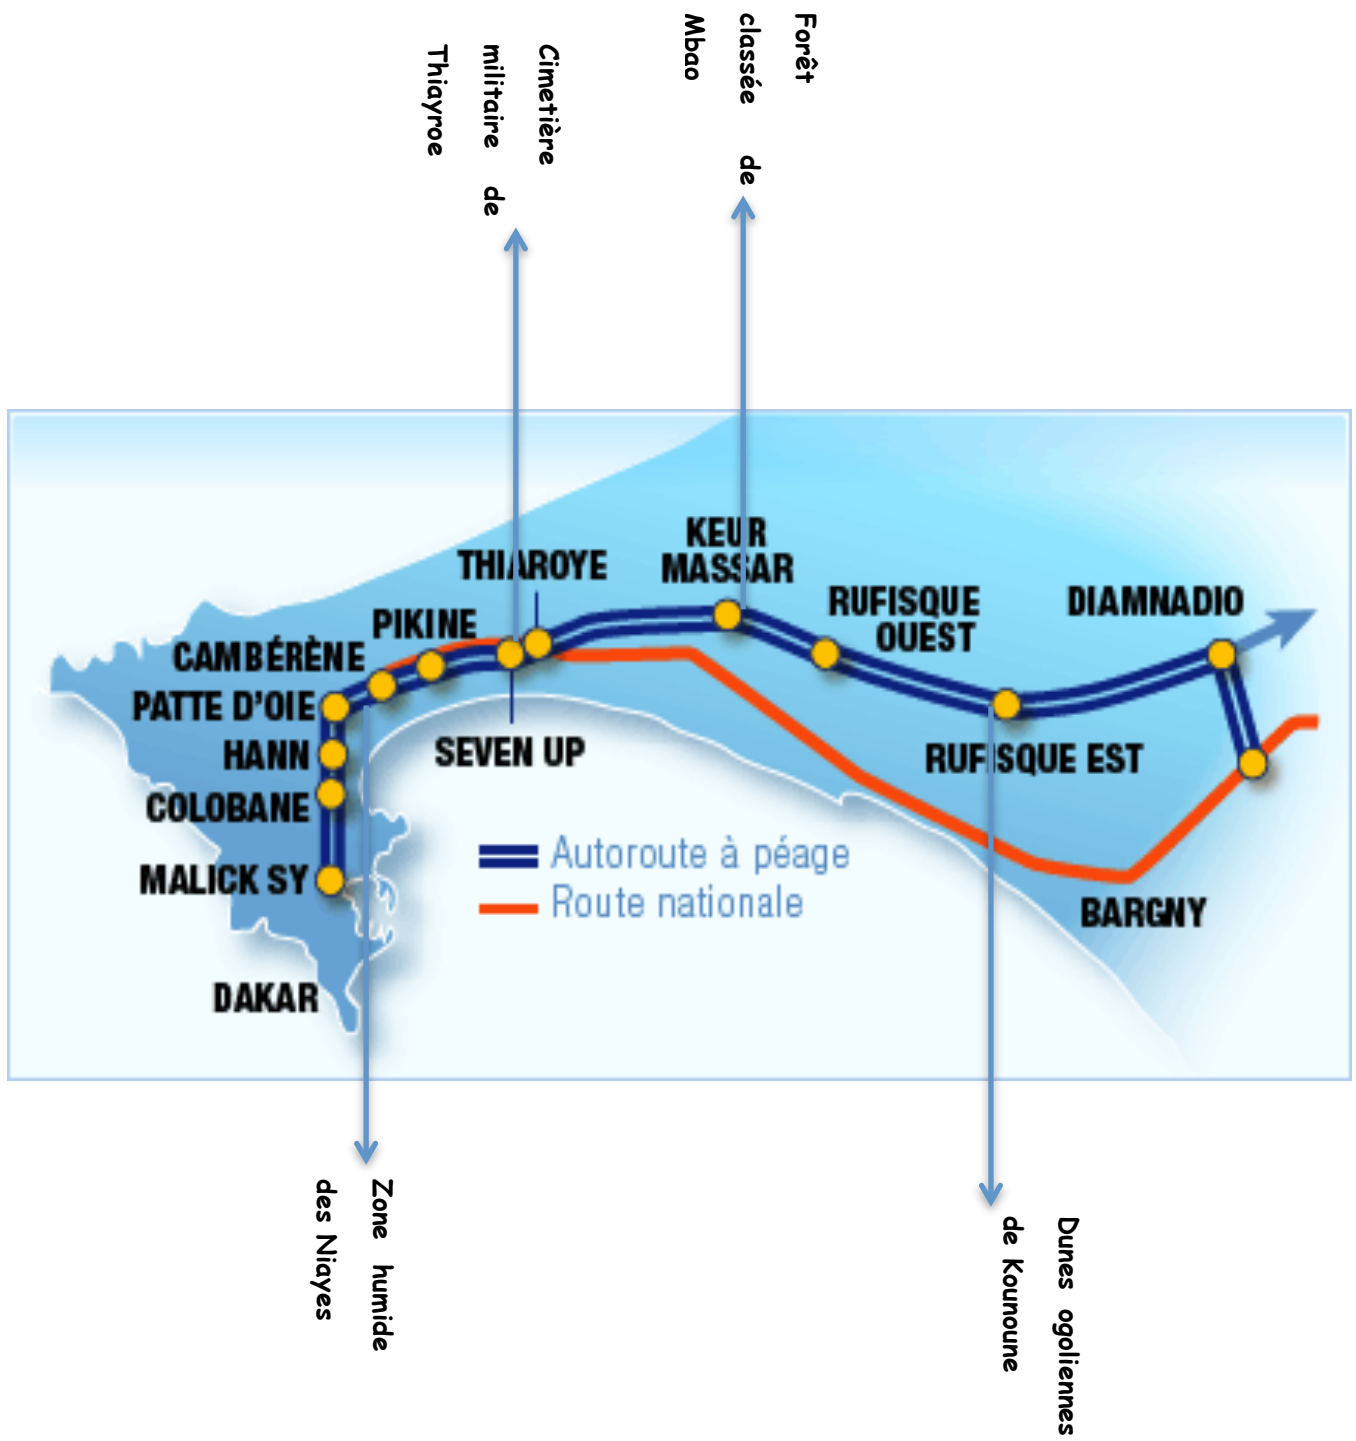 Forêt
classée de
Mbao
Cimetière
militaire de
Thiayroe
KEUR
MASSAR
THIAROYE
RUFISQUE
OUEST
DIAMNADIO
PIKINE
CAMBÉRÈNE
PATTE D'OIE
HANN
SEVEN UP
RUFISQUE EST
COLOBANE
MALICK SY
Autoroute à péage
Route nationale
BARGNY
DAKAR
Zone humide
des Niayes
Dunes ogoliennes
de Kounoune